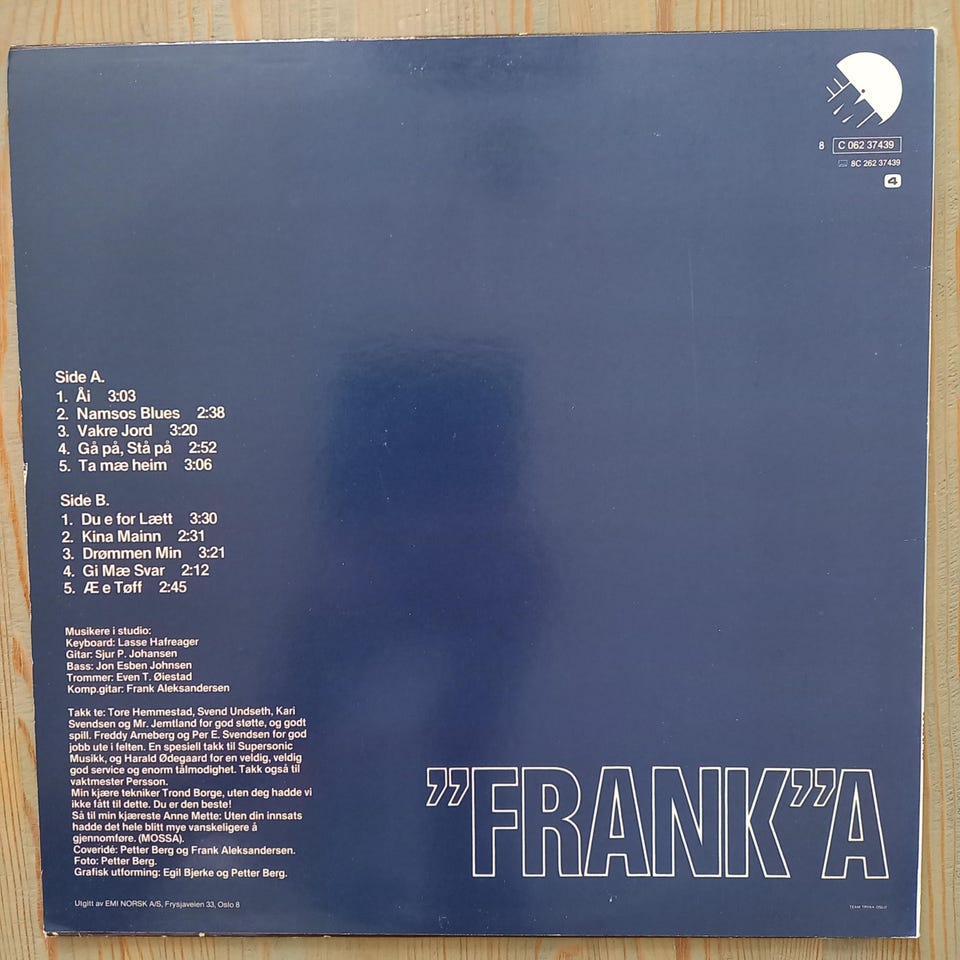 EMI
8 C 062 37439
8C 262 37439
4
Side A.
1. Åi 3:03
2. Namsos Blues 2:38
3. Vakre Jord 3:20
4. Gå på, Stå på 2:52
5. Ta mæ heim 3:06
Side B.
1. Du e for Lætt 3:30
2. Kina Mainn 2:31
3. Drømmen Min 3:21
4. Gi Mæ Svar 2:12
5. Æ e Tøff 2:45
Musikere i studio:
Keyboard: Lasse Hafreager
Gitar: Sjur P. Johansen
Bass: Jon Esben Johnsen
Trommer: Even T. Øiestad
Komp.gitar: Frank Aleksandersen
Takk te: Tore Hemmestad, Svend Undseth, Kari
Svendsen og Mr. Jemtland for god støtte, og godt
spill. Freddy Arneberg og Per E. Svendsen for god
jobb ute i felten. En spesiell takk til Supersonic
Musikk, og Harald Ødegaard for en veldig, veldig
god service og enorm tålmodighet. Takk også til
vaktmester Persson.
Min kjære tekniker Trond Borge, uten deg hadde vi
ikke fått til dette. Du er den beste!
Så til min kjæreste Anne Mette: Uten din innsats
hadde det hele blitt mye vanskeligere å
gjennomføre. (MOSSA).
Coveridé: Petter Berg og Frank Aleksandersen.
Foto: Petter Berg.
Grafisk utforming: Egil Bjerke og Petter Berg.
Utgitt av EMI NORSK A/S, Frysjaveien 33, Oslo 8
”FRANK”A
TEAM TRYKK OSLO